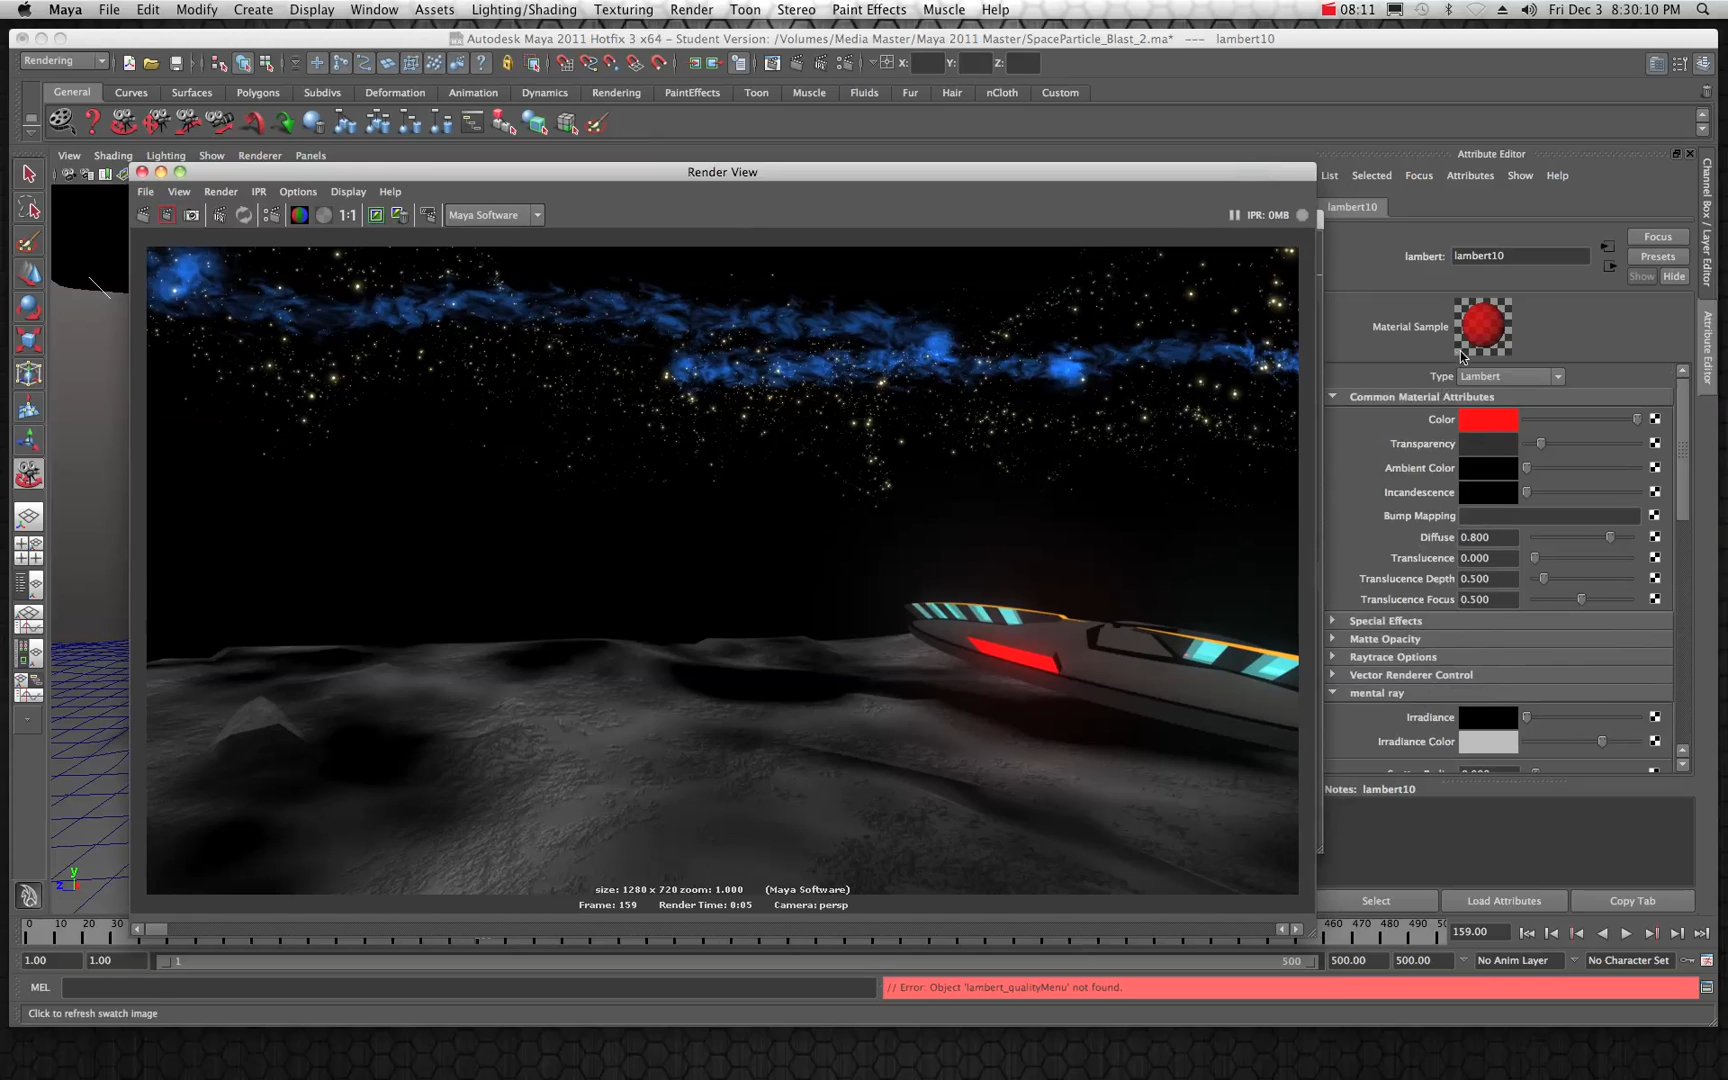 Maya File Edit Modify Create Display Window Assets Lighting/Shading Texturing Render Toon Stereo Paint Effects Muscle Help 08:11 Fri Dec 3 8:30:10 PM
Autodesk Maya 2011 Hotfix 3 x64 – Student Version: /Volumes/Media Master/Maya 2011 Master/SpaceParticle_Blast_2.ma* --- lambert10
Rendering X: Y: Z:
General Curves Surfaces Polygons Subdivs Deformation Animation Dynamics Rendering PaintEffects Toon Muscle Fluids Fur Hair nCloth Custom
View Shading Lighting Show Renderer Panels
Attribute Editor
Render View
List Selected Focus Attributes Show Help
File View Render IPR Options Display Help
lambert10
1:1 Maya Software IPR: 0MB
lambert: lambert10
Focus
Presets
Show Hide
Material Sample
Type Lambert
Common Material Attributes
Color
Transparency
Ambient Color
Incandescence
Bump Mapping
Diffuse 0.800
Translucence 0.000
Translucence Depth 0.500
Translucence Focus 0.500
Special Effects
Matte Opacity
Raytrace Options
Vector Renderer Control
mental ray
Irradiance
Irradiance Color
Notes: lambert10
Select Load Attributes Copy Tab
Channel Box / Layer Editor
Attribute Editor
size: 1280 x 720 zoom: 1.000 (Maya Software)
Frame: 159 Render Time: 0:05 Camera: persp
y
z
0 10 20 30 460 470 480 490 159.00
1.00 1.00 1 500 500.00 500.00 No Anim Layer No Character Set
MEL // Error: Object 'lambert_qualityMenu' not found.
Click to refresh swatch image